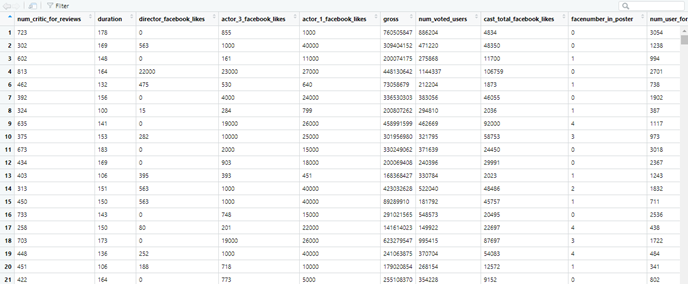 Filter
num_critic_for_reviews duration director_facebook_likes actor_3_facebook_likes actor_1_facebook_likes gross num_voted_users cast_total_facebook_likes facenumber_in_poster num_user_for
1 723 178 0 855 1000 760505847 886204 4834 0 3054
2 302 169 563 1000 40000 309404152 471220 48350 0 1238
3 602 148 0 161 11000 200074175 275868 11700 1 994
4 813 164 22000 23000 27000 448130642 1144337 106759 0 2701
6 462 132 475 530 640 73058679 212204 1873 1 738
7 392 156 0 4000 24000 336530303 383056 46055 0 1902
8 324 100 15 284 799 200807262 294810 2036 1 387
9 635 141 0 19000 26000 458991599 462669 92000 4 1117
10 375 153 282 10000 25000 301956980 321795 58753 3 973
11 673 183 0 2000 15000 330249062 371639 24450 0 3018
12 434 169 0 903 18000 200069408 240396 29991 0 2367
13 403 106 395 393 451 168368427 330784 2023 1 1243
14 313 151 563 1000 40000 423032628 522040 48486 2 1832
15 450 150 563 1000 40000 89289910 181792 45757 1 711
16 733 143 0 748 15000 291021565 548573 20495 0 2536
17 258 150 80 201 22000 141614023 149922 22697 4 438
18 703 173 0 19000 26000 623279547 995415 87697 3 1722
19 448 136 252 1000 40000 241063875 370704 54083 4 484
20 451 106 188 718 10000 179020854 268154 12572 1 341
21 422 164 0 773 5000 255108370 354228 9152 0 802